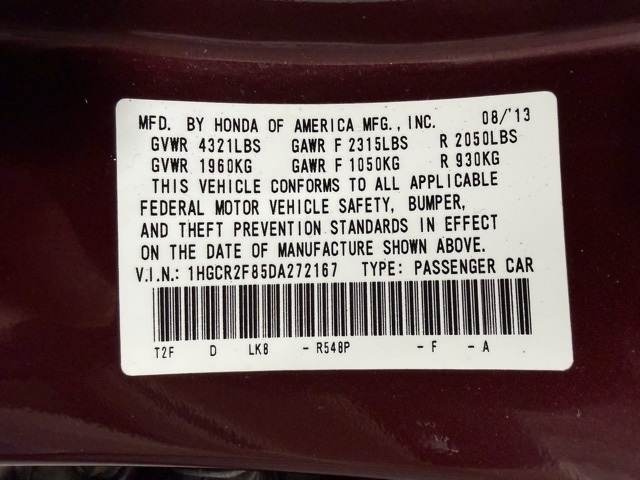 MFD. BY HONDA OF AMERICA MFG., INC. 08/'13
GVWR 4321LBS GAWR F 2315LBS R 2050LBS
GVWR 1960KG GAWR F 1050KG R 930KG
THIS VEHICLE CONFORMS TO ALL APPLICABLE
FEDERAL MOTOR VEHICLE SAFETY, BUMPER,
AND THEFT PREVENTION STANDARDS IN EFFECT
ON THE DATE OF MANUFACTURE SHOWN ABOVE.
V.I.N.: 1HGCR2F85DA272167 TYPE: PASSENGER CAR
T2F D LK8 - R548P - F - A